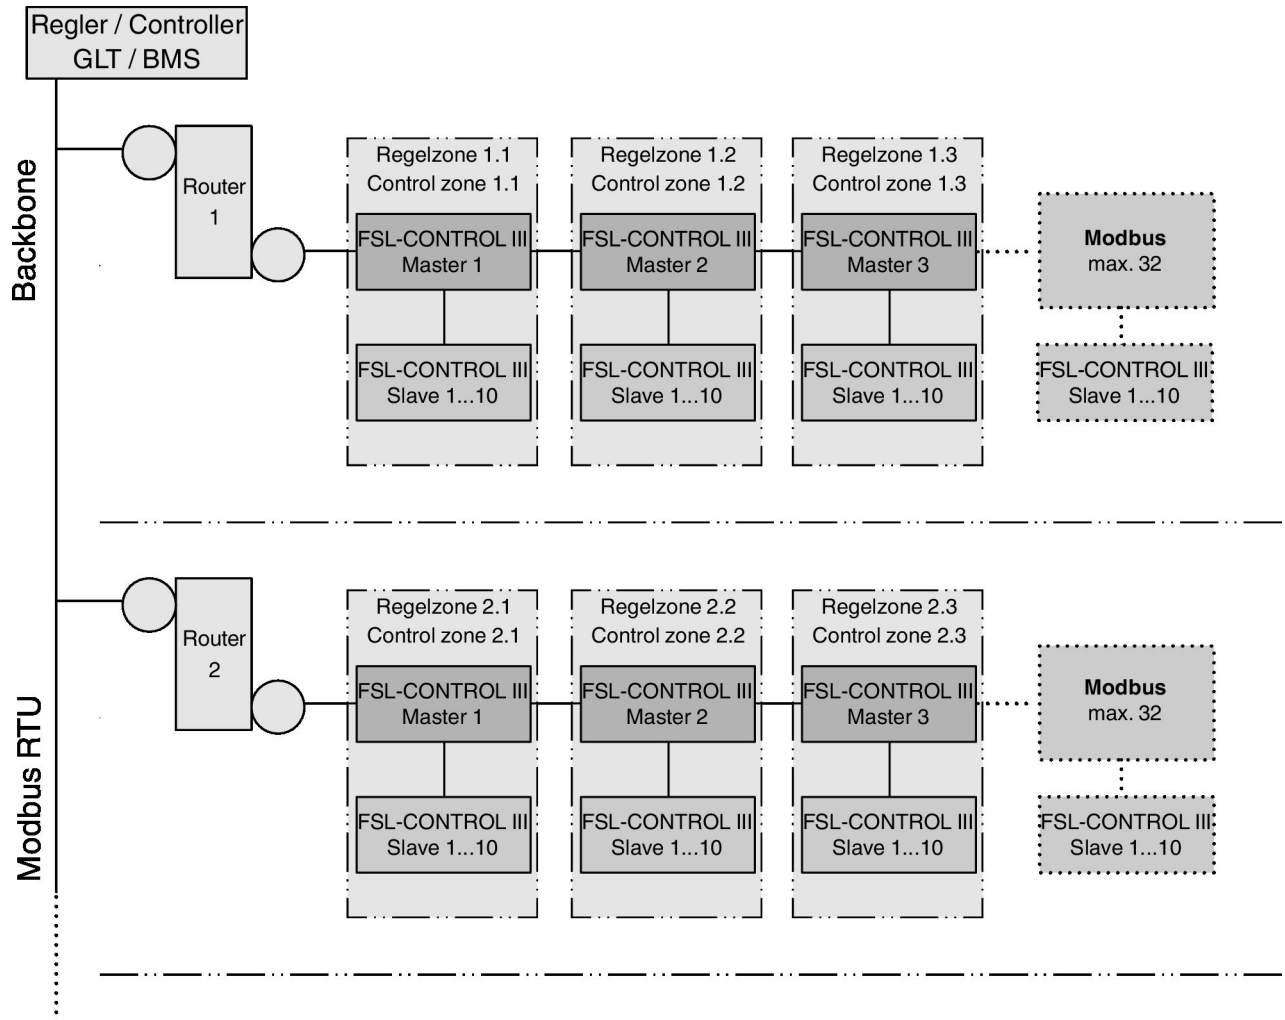 Regler / Controller
GLT / BMS
Backbone
Router
1
Regelzone 1.1
Control zone 1.1
FSL-CONTROL III
Master 1
FSL-CONTROL III
Slave 1...10
Regelzone 1.2
Control zone 1.2
FSL-CONTROL III
Master 2
FSL-CONTROL III
Slave 1...10
Regelzone 1.3
Control zone 1.3
FSL-CONTROL III
Master 3
FSL-CONTROL III
Slave 1...10
Modbus
max. 32
FSL-CONTROL III
Slave 1...10
Modbus RTU
Router
2
Regelzone 2.1
Control zone 2.1
FSL-CONTROL III
Master 1
FSL-CONTROL III
Slave 1...10
Regelzone 2.2
Control zone 2.2
FSL-CONTROL III
Master 2
FSL-CONTROL III
Slave 1...10
Regelzone 2.3
Control zone 2.3
FSL-CONTROL III
Master 3
FSL-CONTROL III
Slave 1...10
Modbus
max. 32
FSL-CONTROL III
Slave 1...10